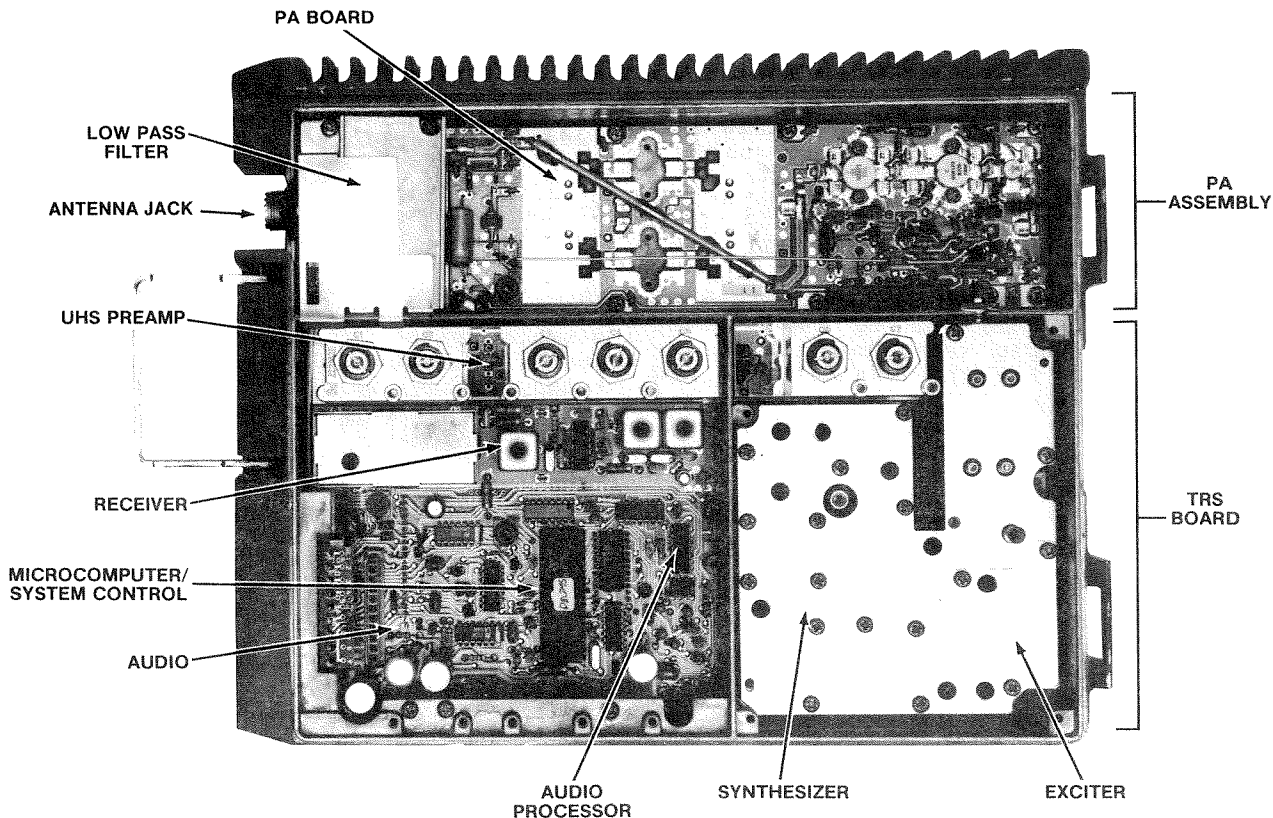 PA BOARD
LOW PASS
FILTER
ANTENNA JACK
UHS PREAMP
RECEIVER
MICROCOMPUTER/
SYSTEM CONTROL
AUDIO
AUDIO
PROCESSOR
SYNTHESIZER
EXCITER
PA
ASSEMBLY
TRS
BOARD